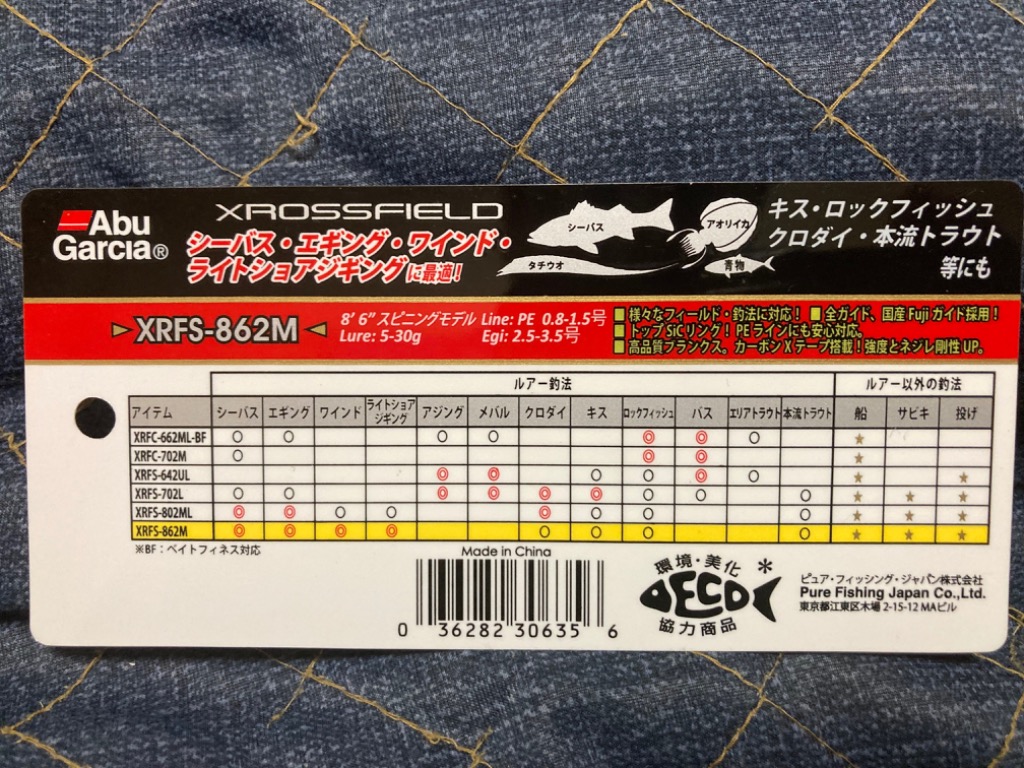 Abu
Garcia®
XROSSFIELD
シーバス・エギング・ワインド・
ライトショアジギングに最適!
シーバス
アオリイカ
タチウオ
青物
キス・ロックフィッシュ
クロダイ・本流トラウト
等にも
XRFS-862M
8' 6" スピニングモデル Line: PE 0.8-1.5号
Lure: 5-30g Egi: 2.5-3.5号
■様々なフィールド・釣法に対応! ■全ガイド、国産Fujiガイド採用!
■トップSiCリング! PEラインにも安心対応。
■高品質ブランクス。カーボンXテープ搭載!強度とネジレ剛性UP。
ルアー釣法 ルアー以外の釣法
アイテム シーバス エギング ワインド ライトショアジギング アジング メバル クロダイ キス ロックフィッシュ バス エリアトラウト 本流トラウト 船 サビキ 投げ
XRFC-662ML-BF ○ ○ ○ ○ ◎ ◎ ○ ★
XRFC-702M ○ ◎ ◎ ★
XRFS-642UL ◎ ◎ ○ ○ ◎ ○ ★ ★
XRFS-702L ○ ○ ◎ ◎ ◎ ◎ ○ ○ ○ ★ ★ ★
XRFS-802ML ◎ ◎ ○ ○ ◎ ○ ○ ○ ★ ★ ★
XRFS-862M ◎ ◎ ◎ ◎ ○ ○ ○ ○ ★ ★ ★
※BF:ベイトフィネス対応
Made in China
0 36282 30635 6
環境・美化
ECO
協力商品
*
ピュア・フィッシング・ジャパン株式会社
Pure Fishing Japan Co.,Ltd.
東京都江東区木場 2-15-12 MAビル